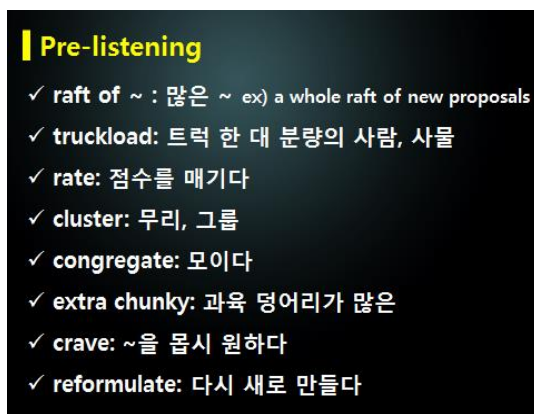 Pre-listening
✓ raft of ~ : 많은 ~ ex) a whole raft of new proposals
✓ truckload: 트럭 한 대 분량의 사람, 사물
✓ rate: 점수를 매기다
✓ cluster: 무리, 그룹
✓ congregate: 모이다
✓ extra chunky: 과육 덩어리가 많은
✓ crave: ~을 몹시 원하다
✓ reformulate: 다시 새로 만들다